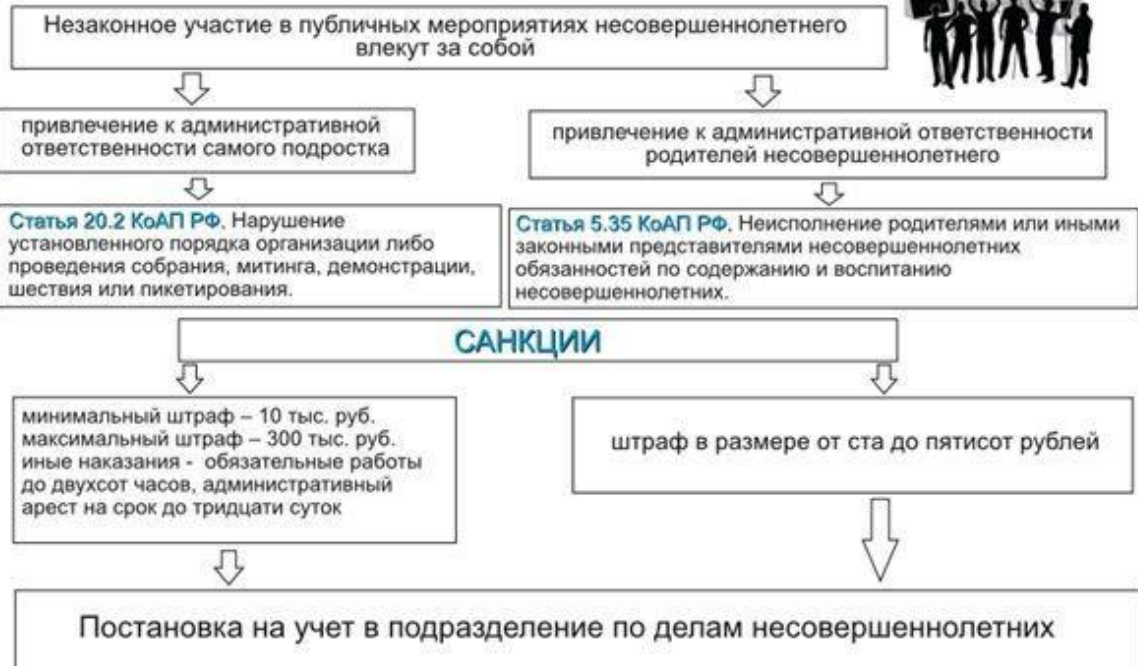 Незаконное участие в публичных мероприятиях несовершеннолетнего
влекут за собой
привлечение к административной
ответственности самого подростка
привлечение к административной ответственности
родителей несовершеннолетнего
Статья 20.2 КоАП РФ. Нарушение
установленного порядка организации либо
проведения собрания, митинга, демонстрации,
шествия или пикетирования.
Статья 5.35 КоАП РФ. Неисполнение родителями или иными
законными представителями несовершеннолетних
обязанностей по содержанию и воспитанию
несовершеннолетних.
САНКЦИИ
минимальный штраф – 10 тыс. руб.
максимальный штраф – 300 тыс. руб.
иные наказания - обязательные работы
до двухсот часов, административный
арест на срок до тридцати суток
штраф в размере от ста до пятисот рублей
Постановка на учет в подразделение по делам несовершеннолетних